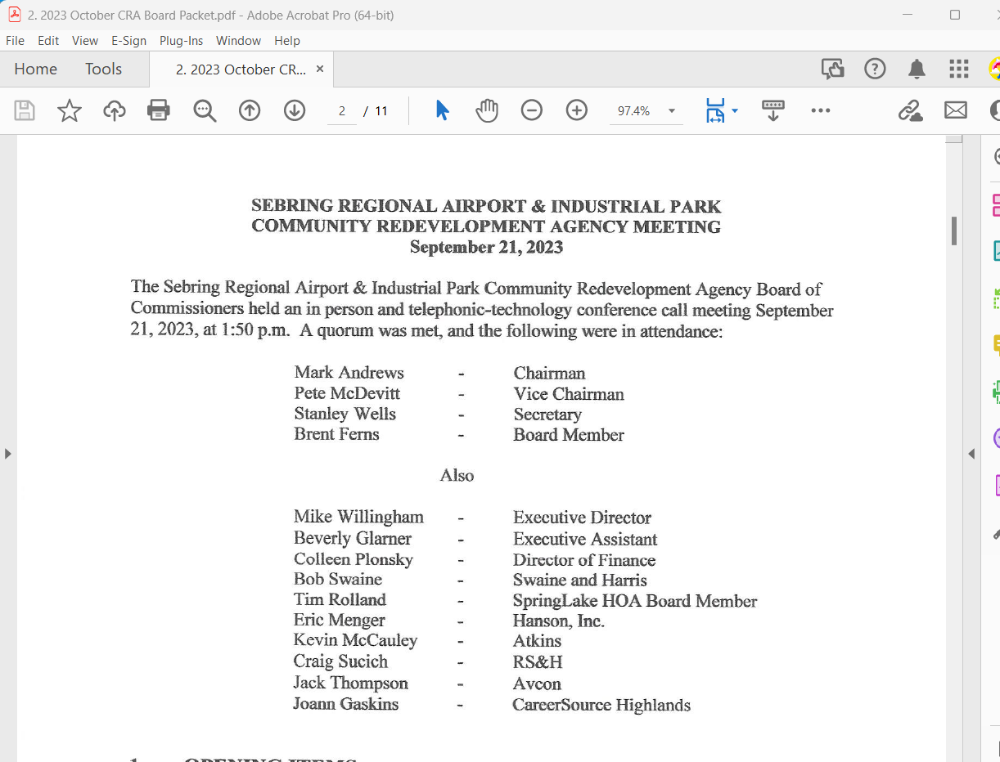 2. 2023 October CRA Board Packet.pdf - Adobe Acrobat Pro (64-bit)
File Edit View E-Sign Plug-Ins Window Help
Home Tools 2. 2023 October CR... ×
2 / 11 97.4%
SEBRING REGIONAL AIRPORT & INDUSTRIAL PARK
COMMUNITY REDEVELOPMENT AGENCY MEETING
September 21, 2023
The Sebring Regional Airport & Industrial Park Community Redevelopment Agency Board of
Commissioners held an in person and telephonic-technology conference call meeting September
21, 2023, at 1:50 p.m. A quorum was met, and the following were in attendance:
Mark Andrews - Chairman
Pete McDevitt - Vice Chairman
Stanley Wells - Secretary
Brent Ferns - Board Member
Also
Mike Willingham - Executive Director
Beverly Glarner - Executive Assistant
Colleen Plonsky - Director of Finance
Bob Swaine - Swaine and Harris
Tim Rolland - SpringLake HOA Board Member
Eric Menger - Hanson, Inc.
Kevin McCauley - Atkins
Craig Sucich - RS&H
Jack Thompson - Avcon
Joann Gaskins - CareerSource Highlands
1. OPENING ITEMS